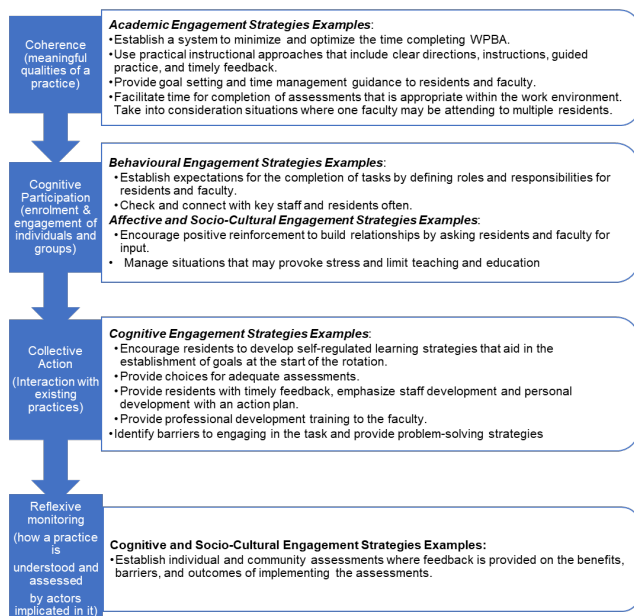 Coherence
(meaningful
qualities of a
practice)
Academic Engagement Strategies Examples:
•Establish a system to minimize and optimize the time completing WPBA.
•Use practical instructional approaches that include clear directions, instructions, guided
practice, and timely feedback.
•Provide goal setting and time management guidance to residents and faculty.
•Facilitate time for completion of assessments that is appropriate within the work environment.
Take into consideration situations where one faculty may be attending to multiple residents.
Cognitive
Participation
(enrolment &
engagement of
individuals and
groups)
Behavioural Engagement Strategies Examples:
•Establish expectations for the completion of tasks by defining roles and responsibilities for
residents and faculty.
•Check and connect with key staff and residents often.
Affective and Socio-Cultural Engagement Strategies Examples:
•Encourage positive reinforcement to build relationships by asking residents and faculty for
input.
• Manage situations that may provoke stress and limit teaching and education
Collective
Action
(Interaction with
existing
practices)
Cognitive Engagement Strategies Examples:
•Encourage residents to develop self-regulated learning strategies that aid in the
establishment of goals at the start of the rotation.
•Provide choices for adequate assessments.
•Provide residents with timely feedback, emphasize staff development and personal
development with an action plan.
•Provide professional development training to the faculty.
•Identify barriers to engaging in the task and provide problem-solving strategies
Reflexive
monitoring
(how a practice
is
understood and
assessed
by actors
implicated in it)
Cognitive and Socio-Cultural Engagement Strategies Examples:
•Establish individual and community assessments where feedback is provided on the benefits,
barriers, and outcomes of implementing the assessments.